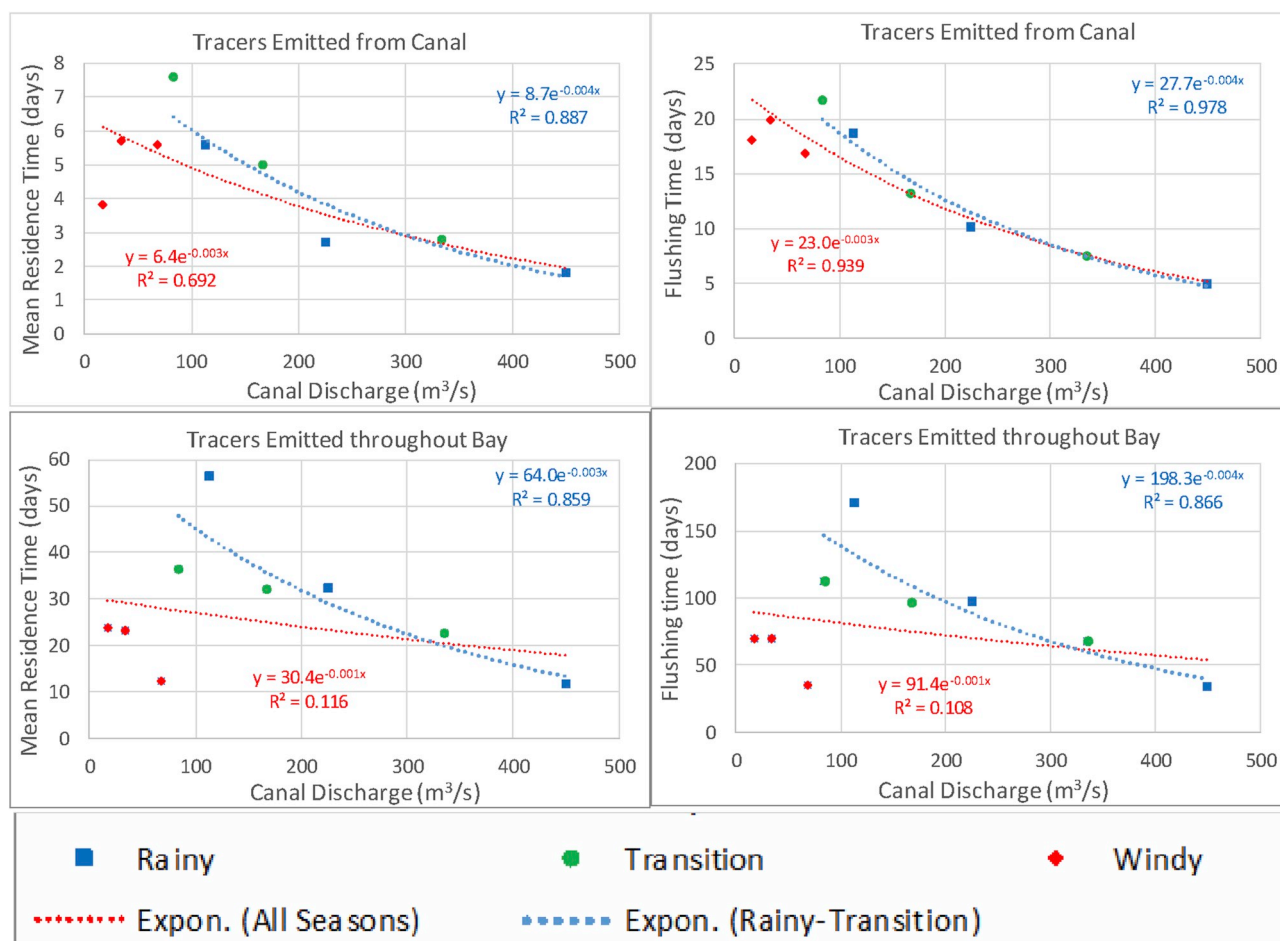 Tracers Emitted from Canal
Mean Residence Time (days)
8
7
6
5
4
3
2
1
0
y = 8.7e^-0.004x
R² = 0.887
y = 6.4e^-0.003x
R² = 0.692
0 100 200 300 400 500
Canal Discharge (m³/s)
Tracers Emitted from Canal
Flushing Time (days)
25
20
15
10
5
0
y = 27.7e^-0.004x
R² = 0.978
y = 23.0e^-0.003x
R² = 0.939
0 100 200 300 400 500
Canal Discharge (m³/s)
Tracers Emitted throughout Bay
Mean Residence Time (days)
60
50
40
30
20
10
0
y = 64.0e^-0.003x
R² = 0.859
y = 30.4e^-0.001x
R² = 0.116
0 100 200 300 400 500
Canal Discharge (m³/s)
Tracers Emitted throughout Bay
Flushing time (days)
200
150
100
50
0
y = 198.3e^-0.004x
R² = 0.866
y = 91.4e^-0.001x
R² = 0.108
0 100 200 300 400 500
Canal Discharge (m³/s)
Rainy Transition Windy
Expon. (All Seasons) Expon. (Rainy-Transition)